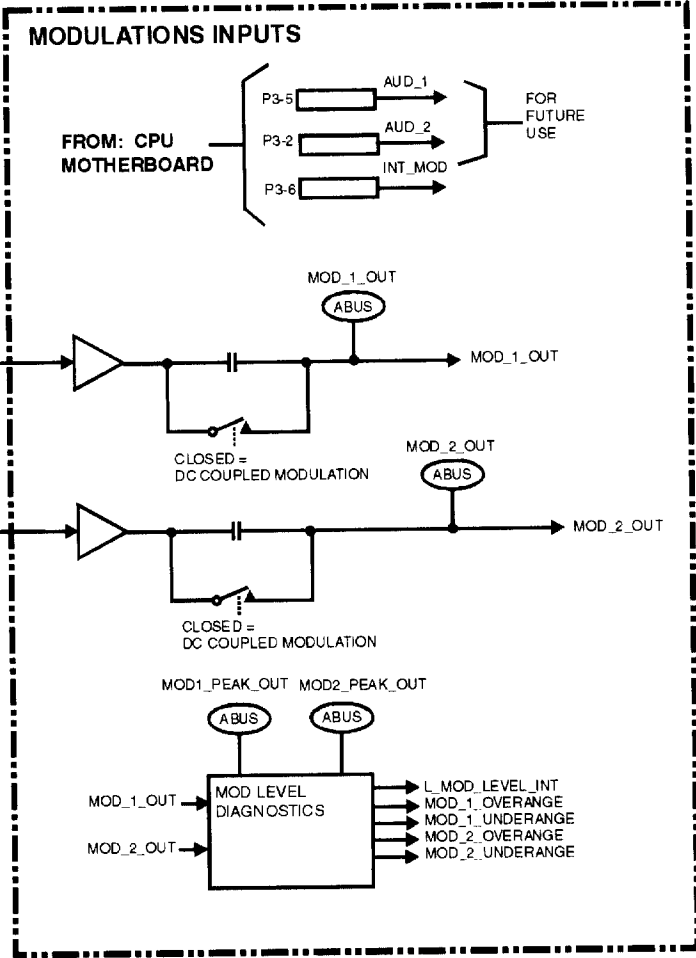 MODULATIONS INPUTS
FROM: CPU
MOTHERBOARD
P3-5
AUD_1
P3-2
AUD_2
P3-6
INT_MOD
FOR
FUTURE
USE
MOD_1_OUT
ABUS
MOD_1_OUT
CLOSED =
DC COUPLED MODULATION
MOD_2_OUT
ABUS
MOD_2_OUT
CLOSED =
DC COUPLED MODULATION
MOD1_PEAK_OUT MOD2_PEAK_OUT
ABUS ABUS
MOD_1_OUT
MOD_2_OUT
MOD LEVEL
DIAGNOSTICS
L_MOD_LEVEL_INT
MOD_1_OVERANGE
MOD_1_UNDERANGE
MOD_2_OVERANGE
MOD_2_UNDERANGE